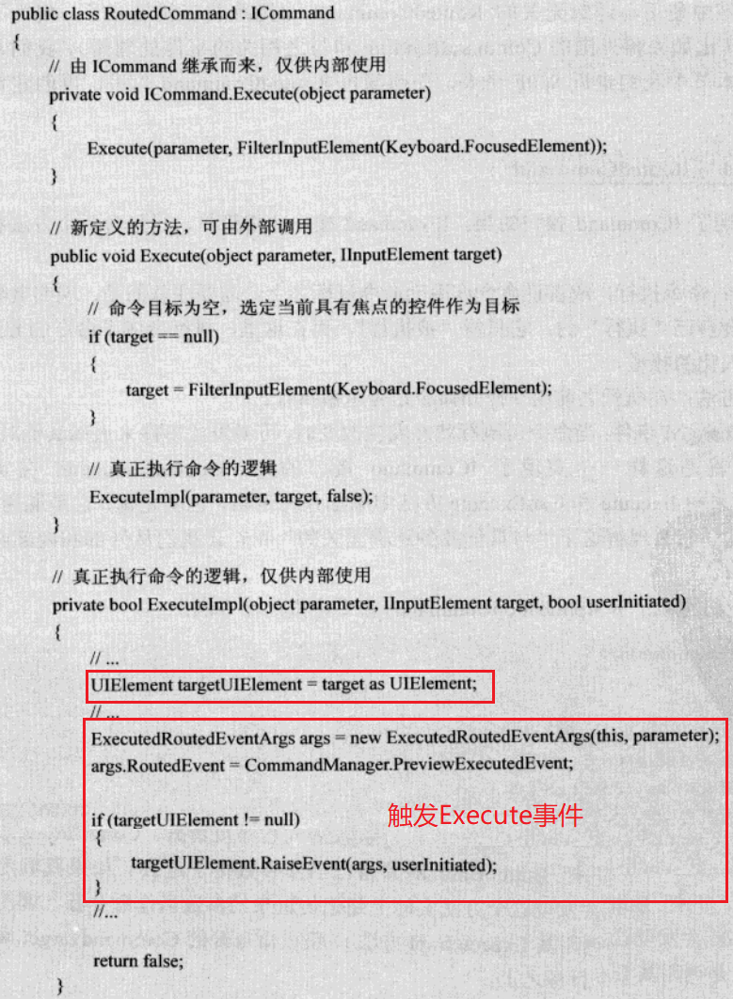 public class RoutedCommand : ICommand
{
// 由 ICommand 继承而来，仅供内部使用
private void ICommand.Execute(object parameter)
{
Execute(parameter, FilterInputElement(Keyboard.FocusedElement));
}
// 新定义的方法，可由外部调用
public void Execute(object parameter, IInputElement target)
{
// 命令目标为空，选定当前具有焦点的控件作为目标
if (target == null)
{
target = FilterInputElement(Keyboard.FocusedElement);
}
// 真正执行命令的逻辑
ExecuteImpl(parameter, target, false);
}
// 真正执行命令的逻辑，仅供内部使用
private bool ExecuteImpl(object parameter, IInputElement target, bool userInitiated)
{
// ...
UIElement targetUIElement = target as UIElement;
// ...
ExecutedRoutedEventArgs args = new ExecutedRoutedEventArgs(this, parameter);
args.RoutedEvent = CommandManager.PreviewExecutedEvent;
if (targetUIElement != null)
触发Execute事件
{
targetUIElement.RaiseEvent(args, userInitiated);
}
//...
return false;
}